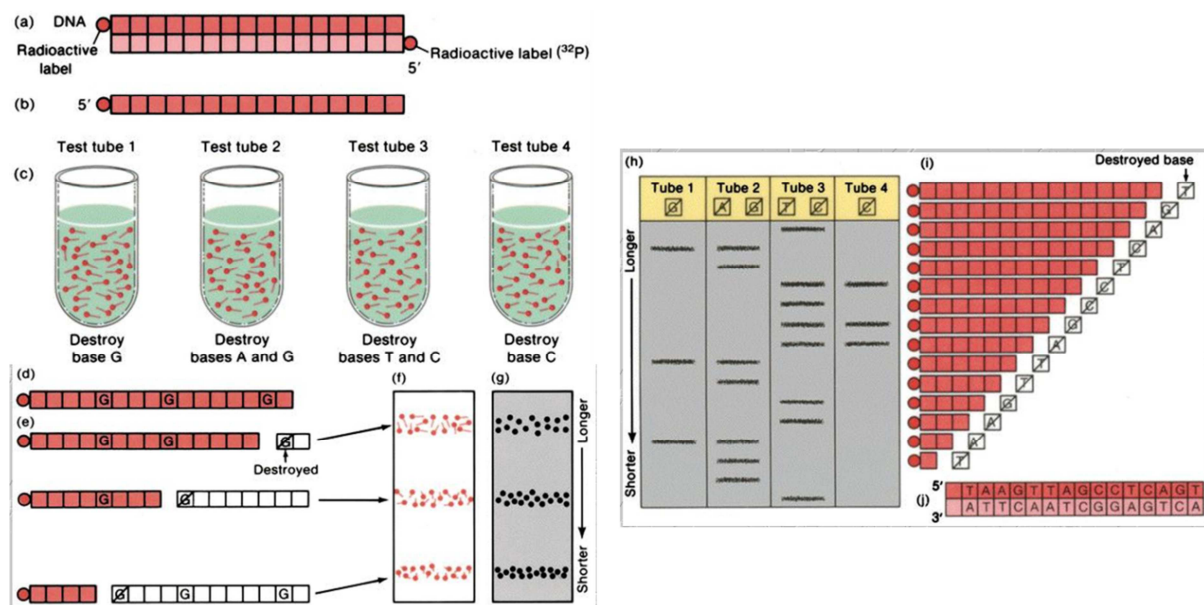 (a)
DNA
Radioactive
label
Radioactive label (³²P)
5′
(b)
5′
Test tube 1
Test tube 2
Test tube 3
Test tube 4
(c)
Destroy
base G
Destroy
bases A and G
Destroy
bases T and C
Destroy
base C
(d)
G G G
(e)
G G G
Destroyed
G G
G G G
(f)
(g)
Longer
Shorter
(h)
Tube 1
Tube 2
Tube 3
Tube 4
G
A G
T C
C
Longer
Shorter
(i)
Destroyed base
T
G
A
C
T
C
C
G
A
T
T
G
A
A
T
(j)
5′ T A A G T T A G C C T C A G T
3′ A T T C A A T C G G A G T C A